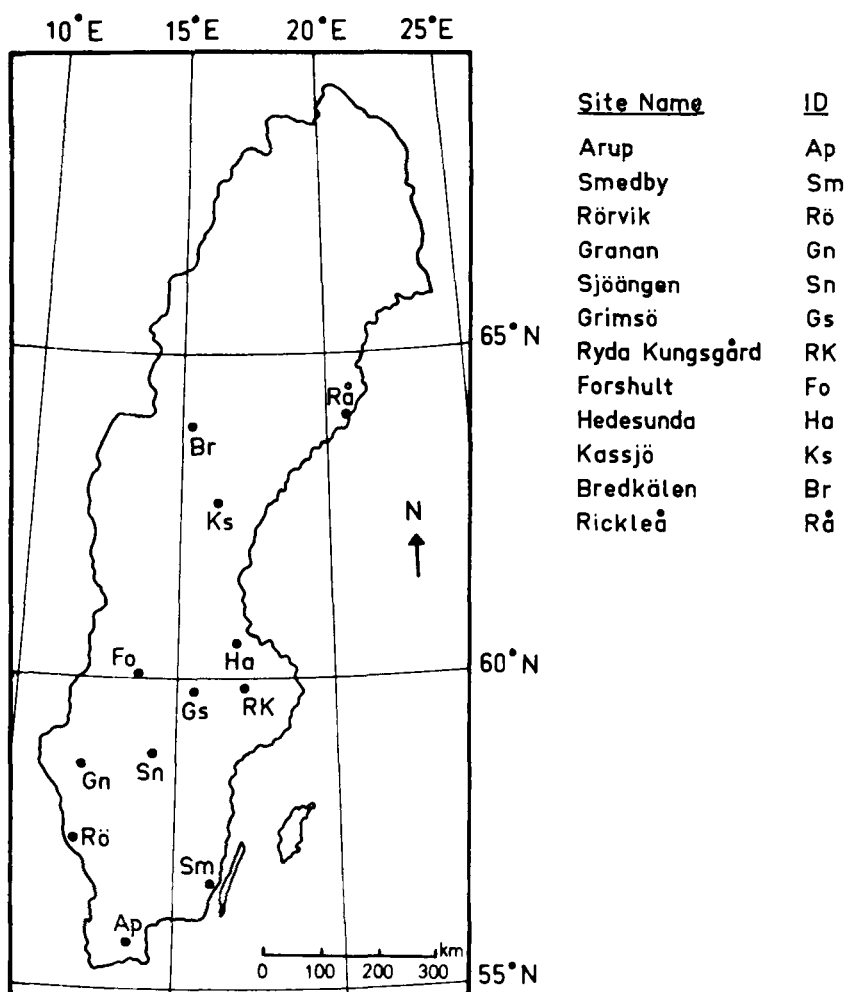 10°E 15°E 20°E 25°E
Site Name ID
Arup Ap
Smedby Sm
Rörvik Rö
Granan Gn
Sjöängen Sn
Grimsö Gs
Ryda Kungsgård RK
Forshult Fo
Hedesunda Ha
Kassjö Ks
Bredkälen Br
Rickleå Rå
65°N
Rå
Br
Ks
N
Fo
Ha
60°N
Gs
RK
Gn
Sn
Rö
Sm
Ap
km
0 100 200 300
55°N